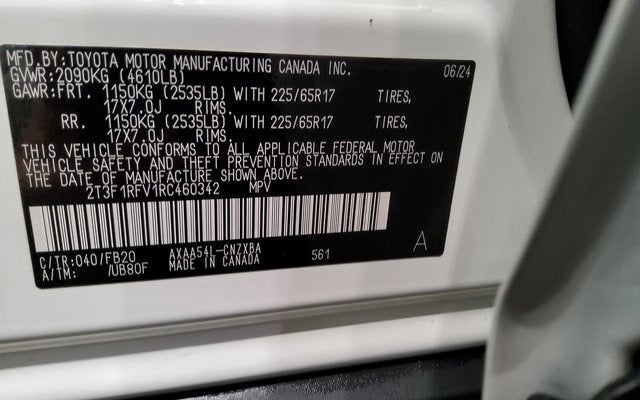 MFD.BY:TOYOTA MOTOR MANUFACTURING CANADA INC. 06/24
GVWR:2090KG (4610LB)
GAWR:FRT. 1150KG (2535LB) WITH 225/65R17 TIRES,
17X7.0J RIMS.
RR. 1150KG (2535LB) WITH 225/65R17 TIRES,
17X7.0J RIMS.
THIS VEHICLE CONFORMS TO ALL APPLICABLE FEDERAL MOTOR
VEHICLE SAFETY AND THEFT PREVENTION STANDARDS IN EFFECT ON
THE DATE OF MANUFACTURE SHOWN ABOVE.
2T3F1RFV1RC460342 MPV
C/TR:040/FB20 AXAA54L-CNZXBA 561 A
A/TM: /UB80F MADE IN CANADA